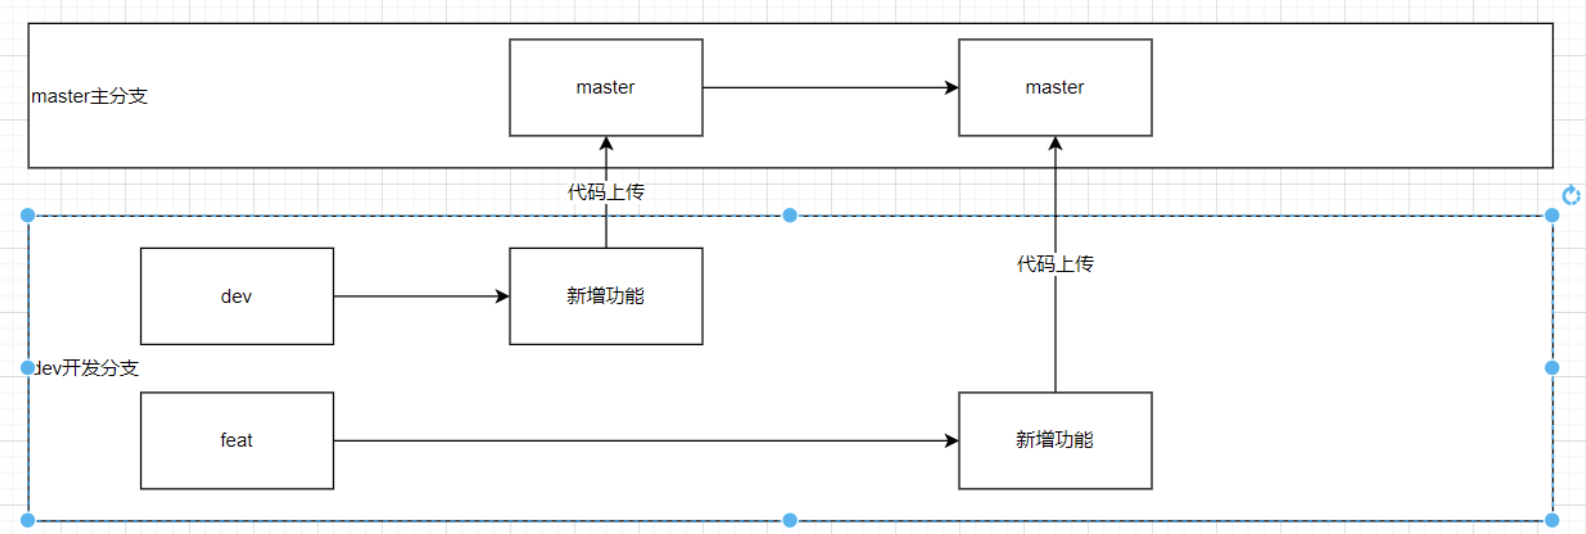 master主分支
master
master
代码上传
代码上传
dev
新增功能
dev开发分支
feat
新增功能